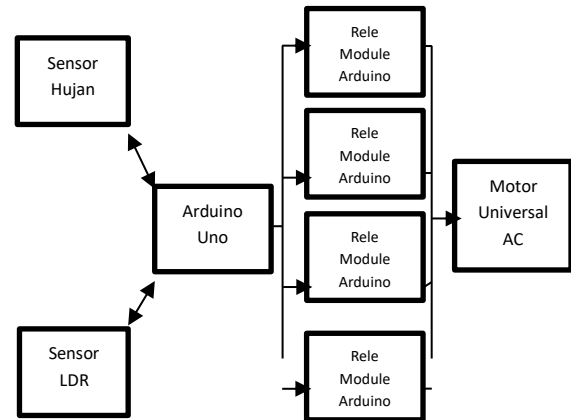 Sensor
Hujan
Sensor
LDR
Arduino
Uno
Rele
Module
Arduino
Rele
Module
Arduino
Rele
Module
Arduino
Rele
Module
Arduino
Motor
Universal
AC